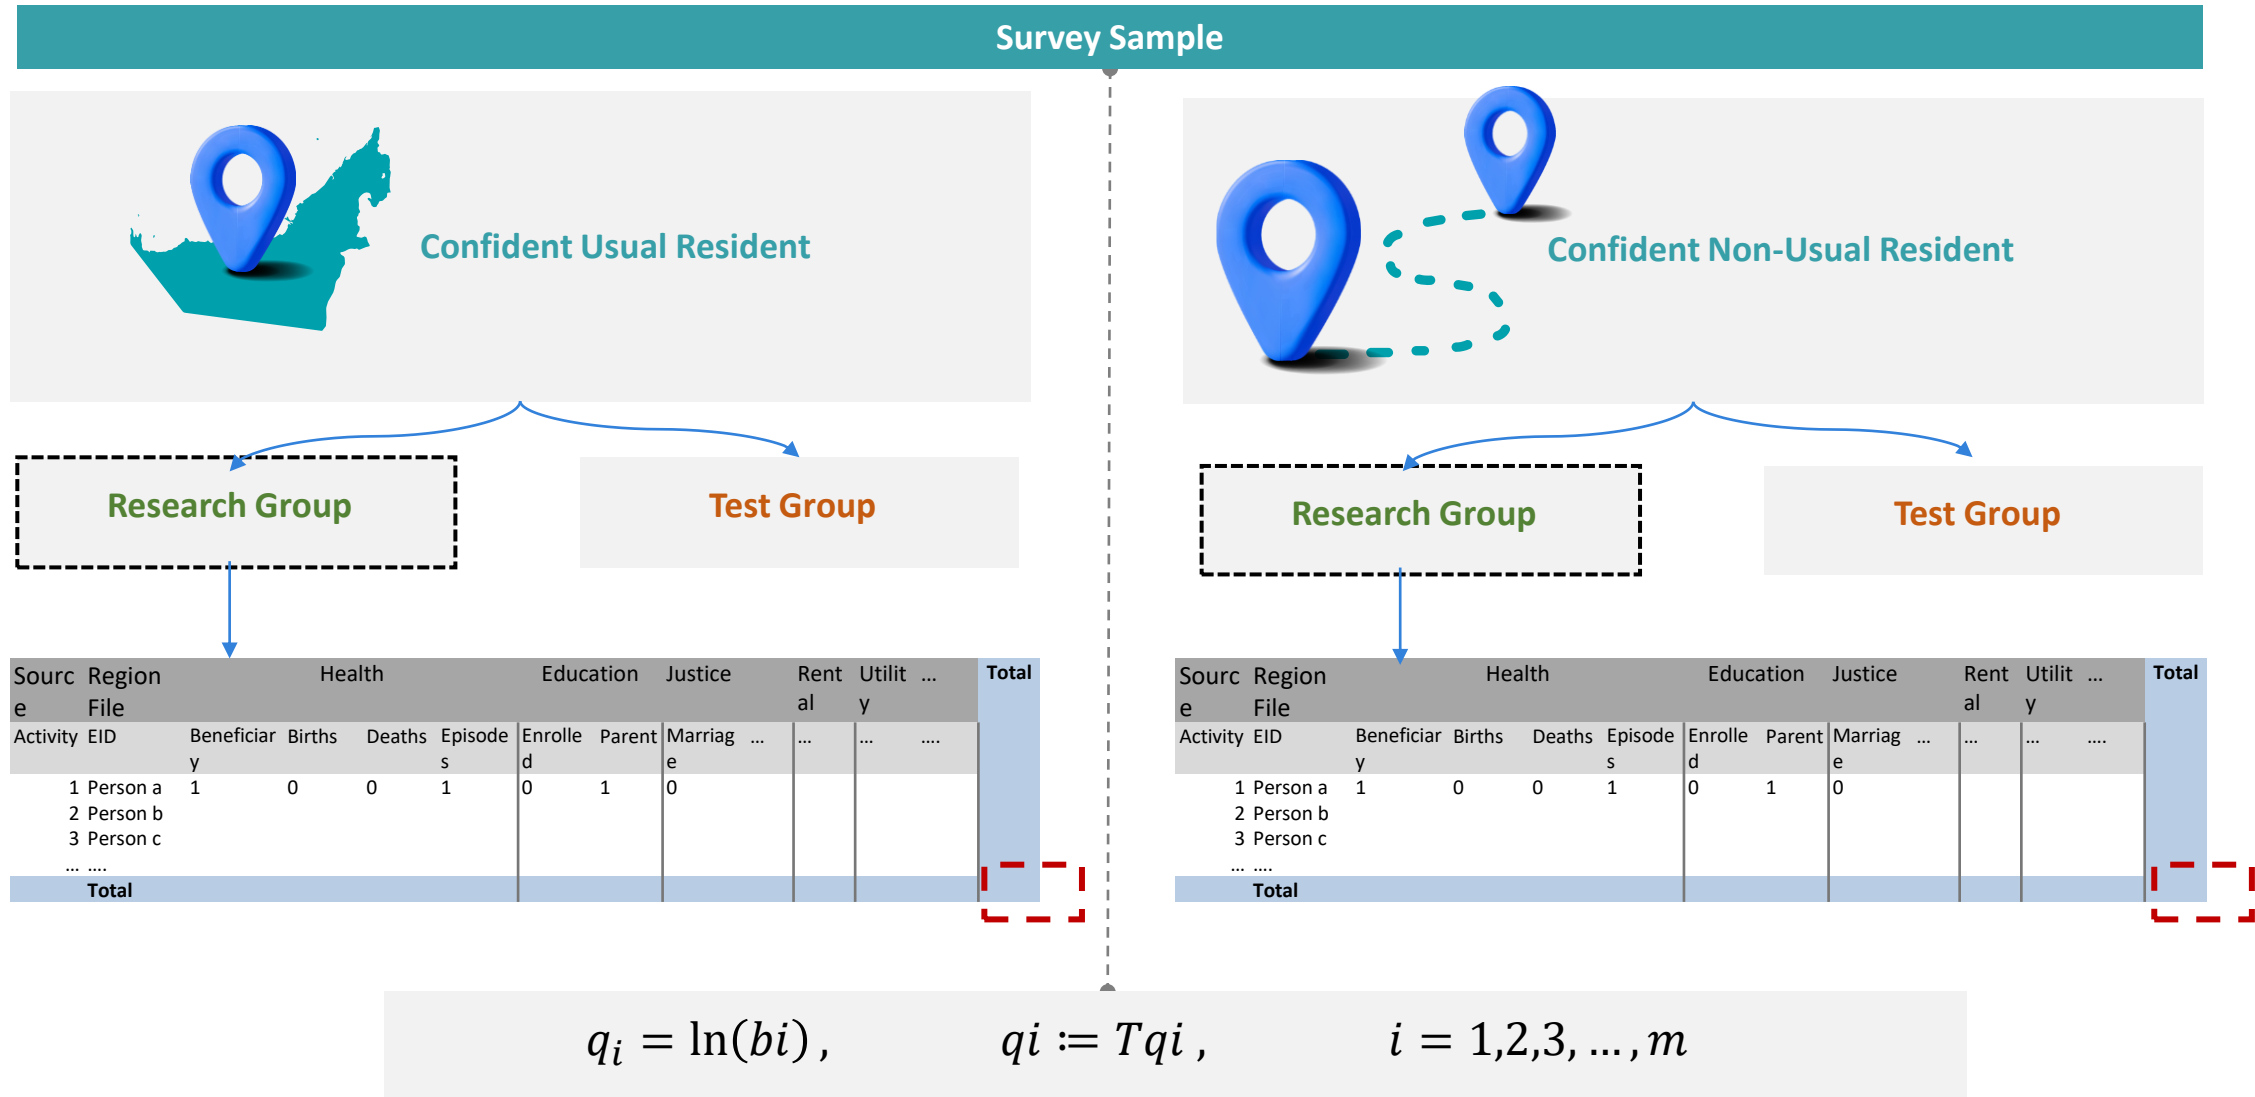 Survey Sample
Confident Usual Resident
Confident Non-Usual Resident
Research Group
Test Group
Research Group
Test Group
Sourc Region Health Education Justice Rent Utilit ... Total
e File al y
Activity EID Beneficiar Births Deaths Episode Enrolle Parent Marriag ... ... ... ....
y s d e
1 Person a 1 0 0 1 0 1 0
2 Person b
3 Person c
... ....
Total
Sourc Region Health Education Justice Rent Utilit ... Total
e File al y
Activity EID Beneficiar Births Deaths Episode Enrolle Parent Marriag ... ... ... ....
y s d e
1 Person a 1 0 0 1 0 1 0
2 Person b
3 Person c
... ....
Total
qᵢ = ln(bi) , qi ≔ Tqi , i = 1,2,3, … , m